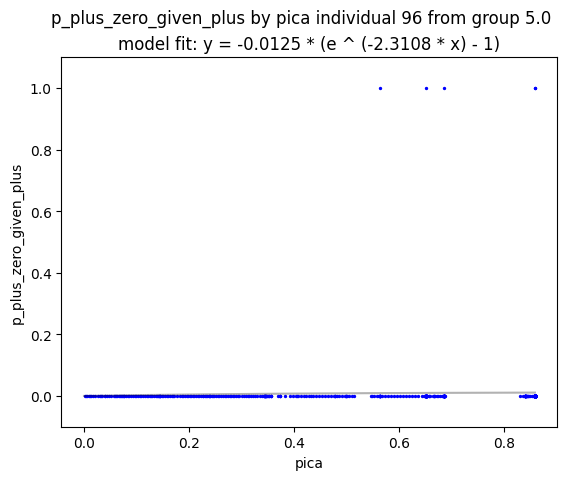 p_plus_zero_given_plus by pica individual 96 from group 5.0
model fit: y = -0.0125 * (e ^ (-2.3108 * x) - 1)
p_plus_zero_given_plus
1.0
0.8
0.6
0.4
0.2
0.0
0.0 0.2 0.4 0.6 0.8
pica